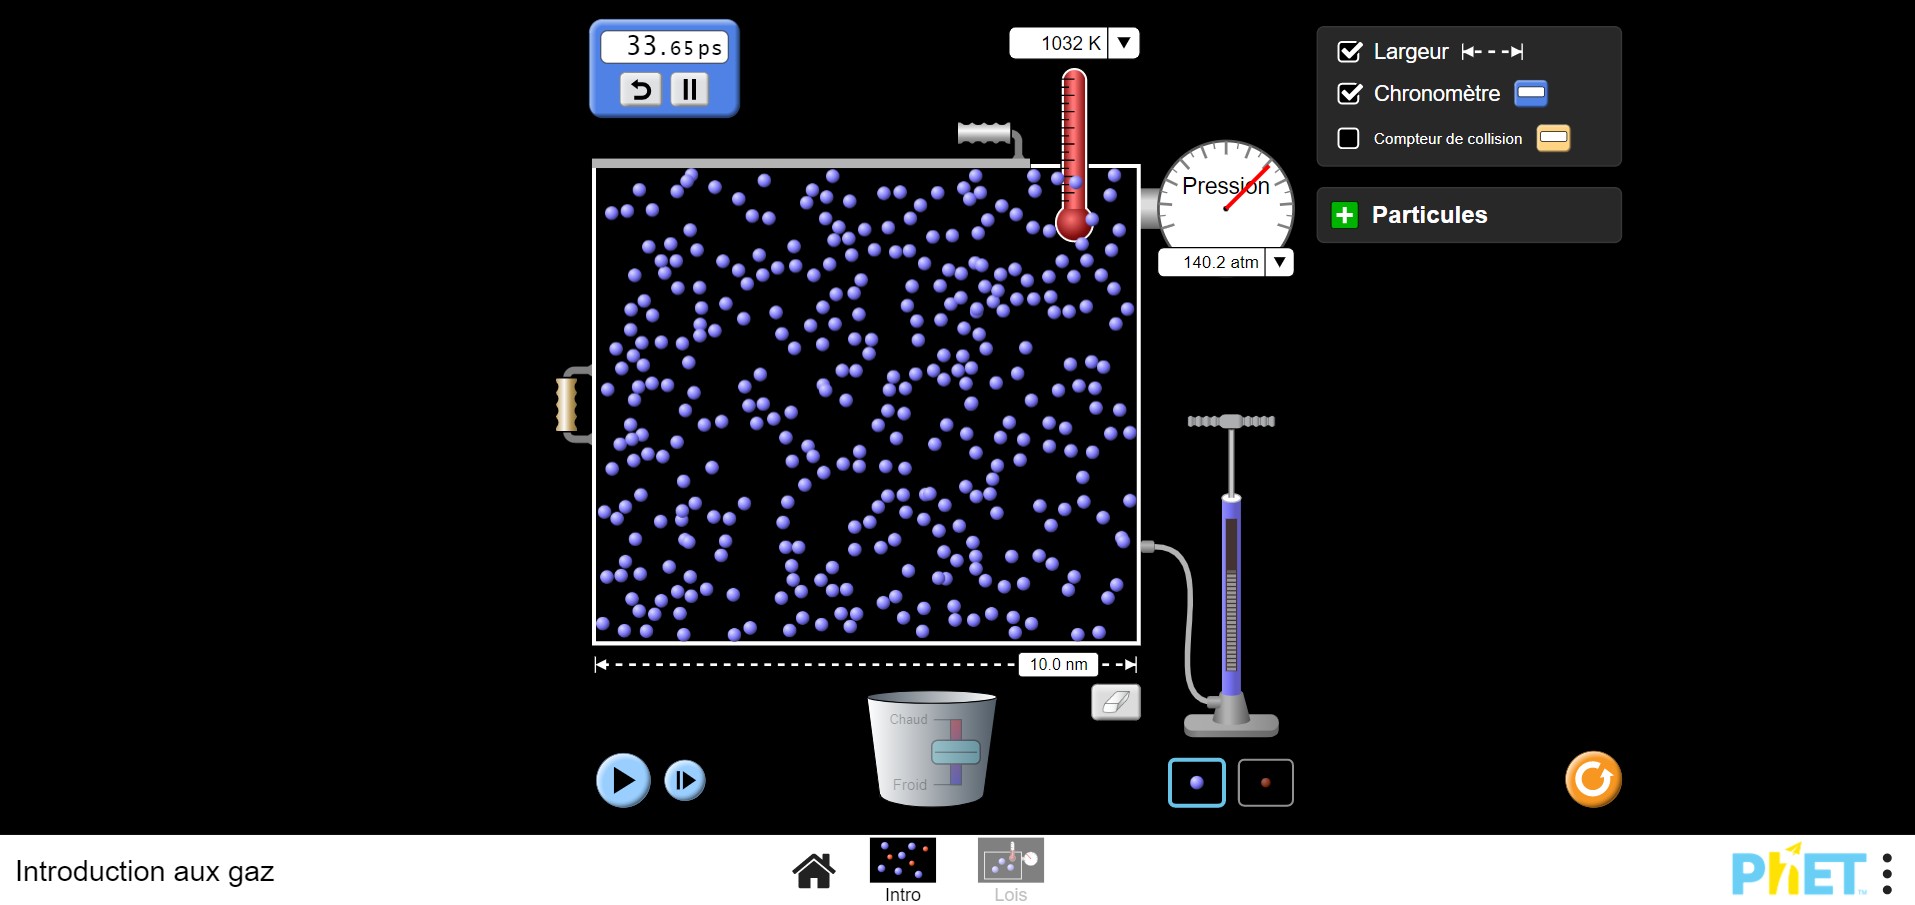 33.65 ps
1032 K
Largeur
Chronomètre
Compteur de collision
Pression
140.2 atm
Particules
10.0 nm
Chaud
Froid
Introduction aux gaz
Intro
Lois
PhET